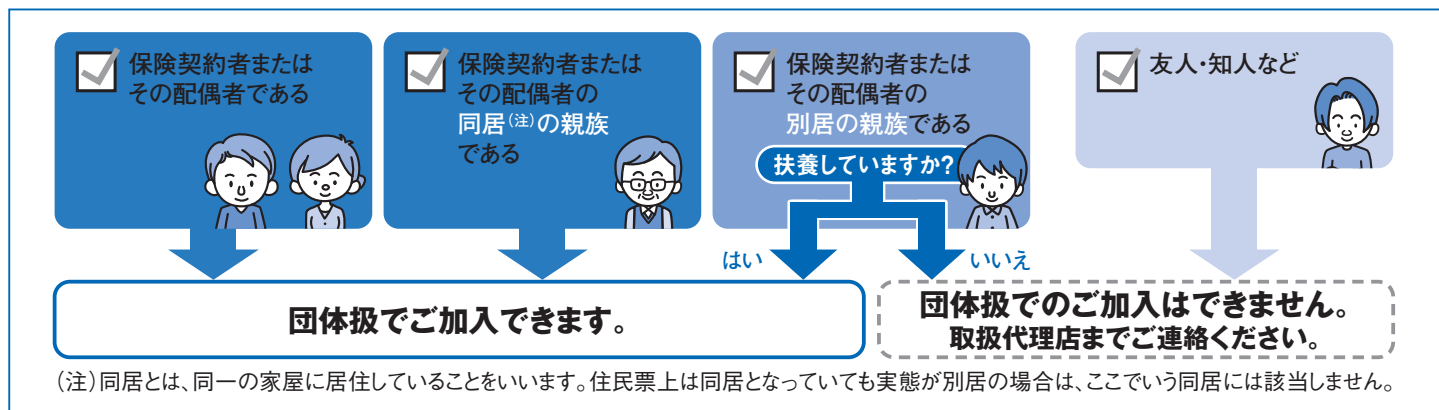 保険契約者または
その配偶者である
保険契約者または
その配偶者の
同居(注)の親族
である
保険契約者または
その配偶者の
別居の親族である
扶養していますか?
友人・知人など
はい
いいえ
団体扱でご加入できます。
団体扱でのご加入はできません。
取扱代理店までご連絡ください。
(注)同居とは、同一の家屋に居住していることをいいます。住民票上は同居となっていても実態が別居の場合は、ここでいう同居には該当しません。